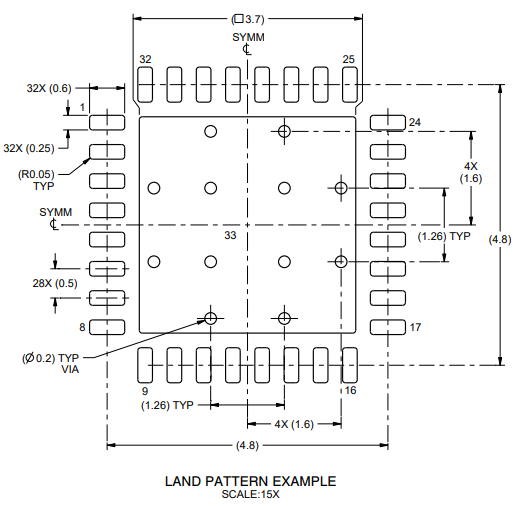 (□3.7)
SYMM
℄
32
25
32X (0.6)
1
24
32X (0.25)
4X
(1.6)
(R0.05)
TYP
SYMM
℄
33
(1.26) TYP
(4.8)
28X (0.5)
8
17
(Ø0.2) TYP
VIA
9
16
(1.26) TYP
4X (1.6)
(4.8)
LAND PATTERN EXAMPLE
SCALE:15X